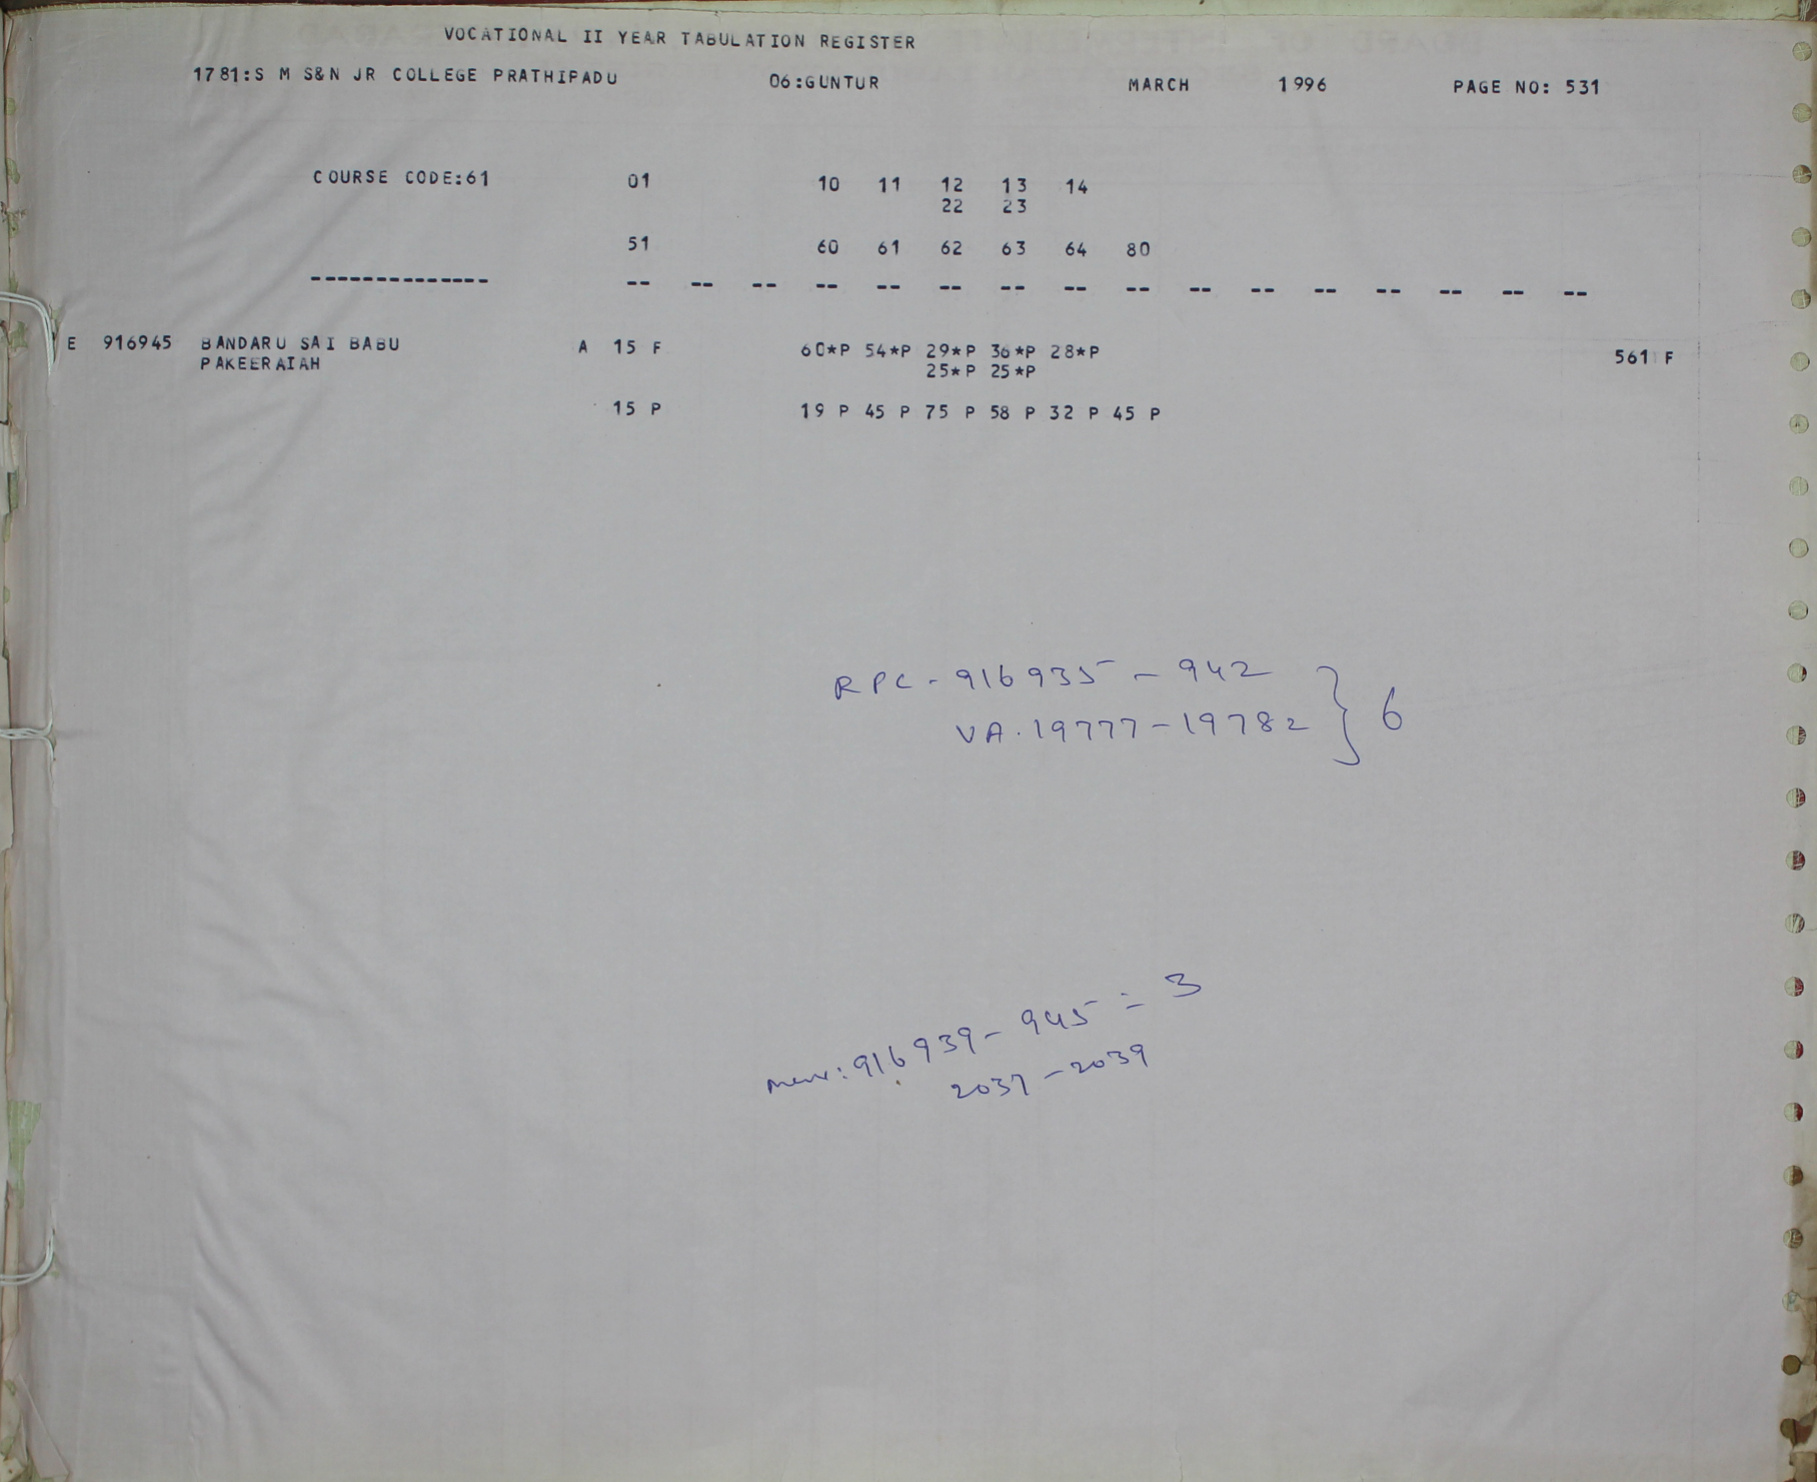 VOCATIONAL II YEAR TABULATION REGISTER
1781:S M S&N JR COLLEGE PRATHIPADU 06:GUNTUR MARCH 1996 PAGE NO: 531
COURSE CODE:61 01 10 11 12 13 14
22 23
51 60 61 62 63 64 80
-------------- -- -- -- -- -- -- -- -- -- -- -- -- -- -- -- --
E 916945 BANDARU SAI BABU A 15 F 60*P 54*P 29*P 36*P 28*P 561 F
PAKEERAIAH 25*P 25*P
15 P 19 P 45 P 75 P 58 P 32 P 45 P
RPC - 916935 - 942
VA. 19777 - 19782 } 6
916939 - 945 = 3
2037 - 2039